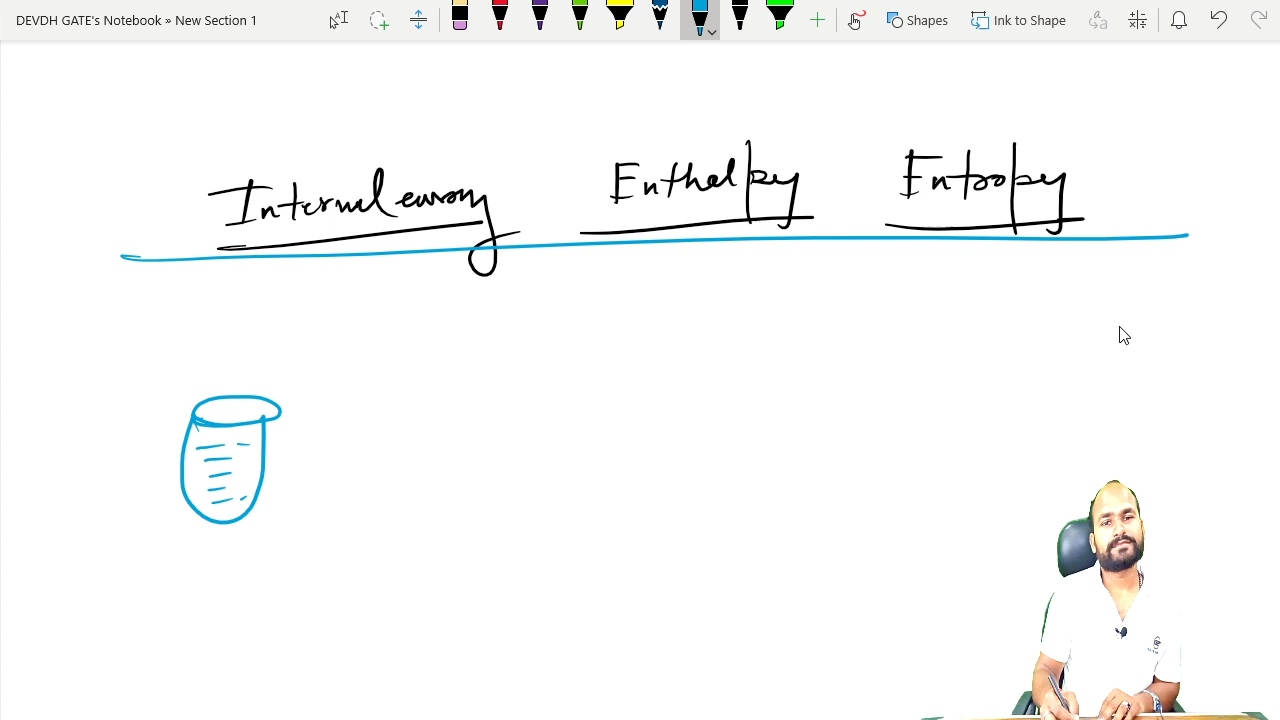 DEVDH GATE's Notebook » New Section 1
Shapes
Ink to Shape
Internal energy Enthalpy Entropy